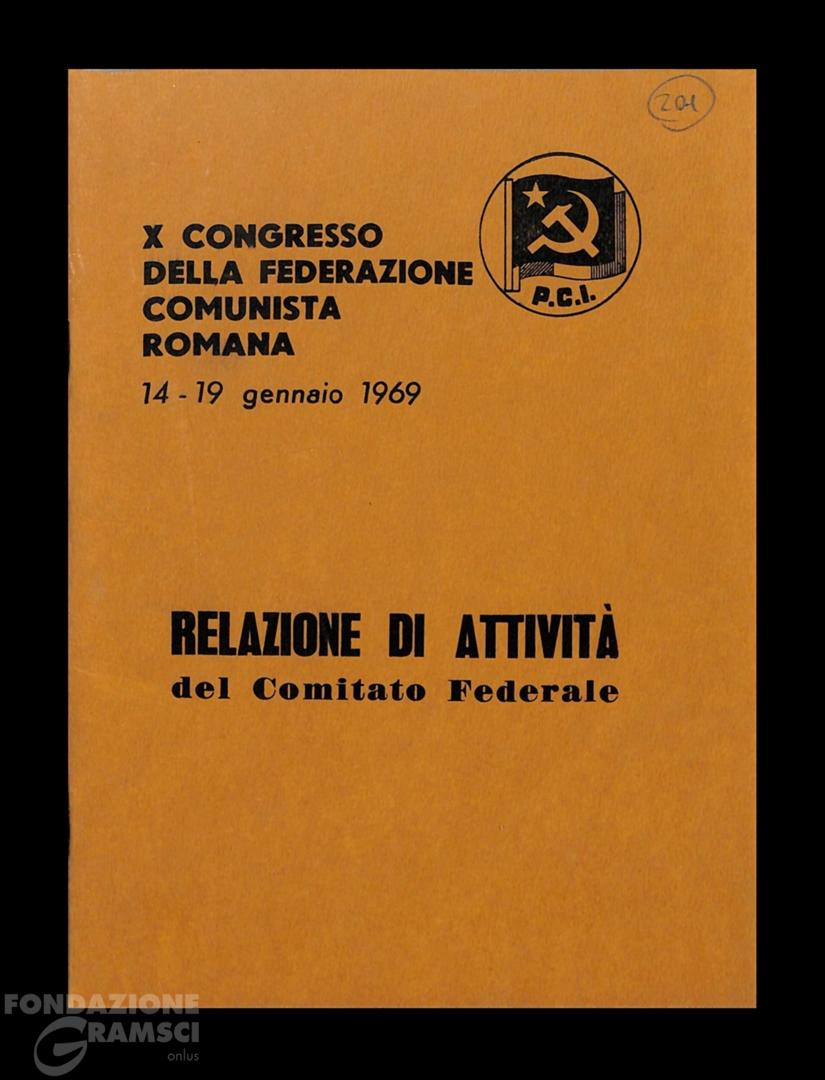 201
X CONGRESSO
DELLA FEDERAZIONE
COMUNISTA
ROMANA
14 - 19 gennaio 1969
P.C.I.
RELAZIONE DI ATTIVITÀ
del Comitato Federale
FONDAZIONE
GRAMSCI
onlus